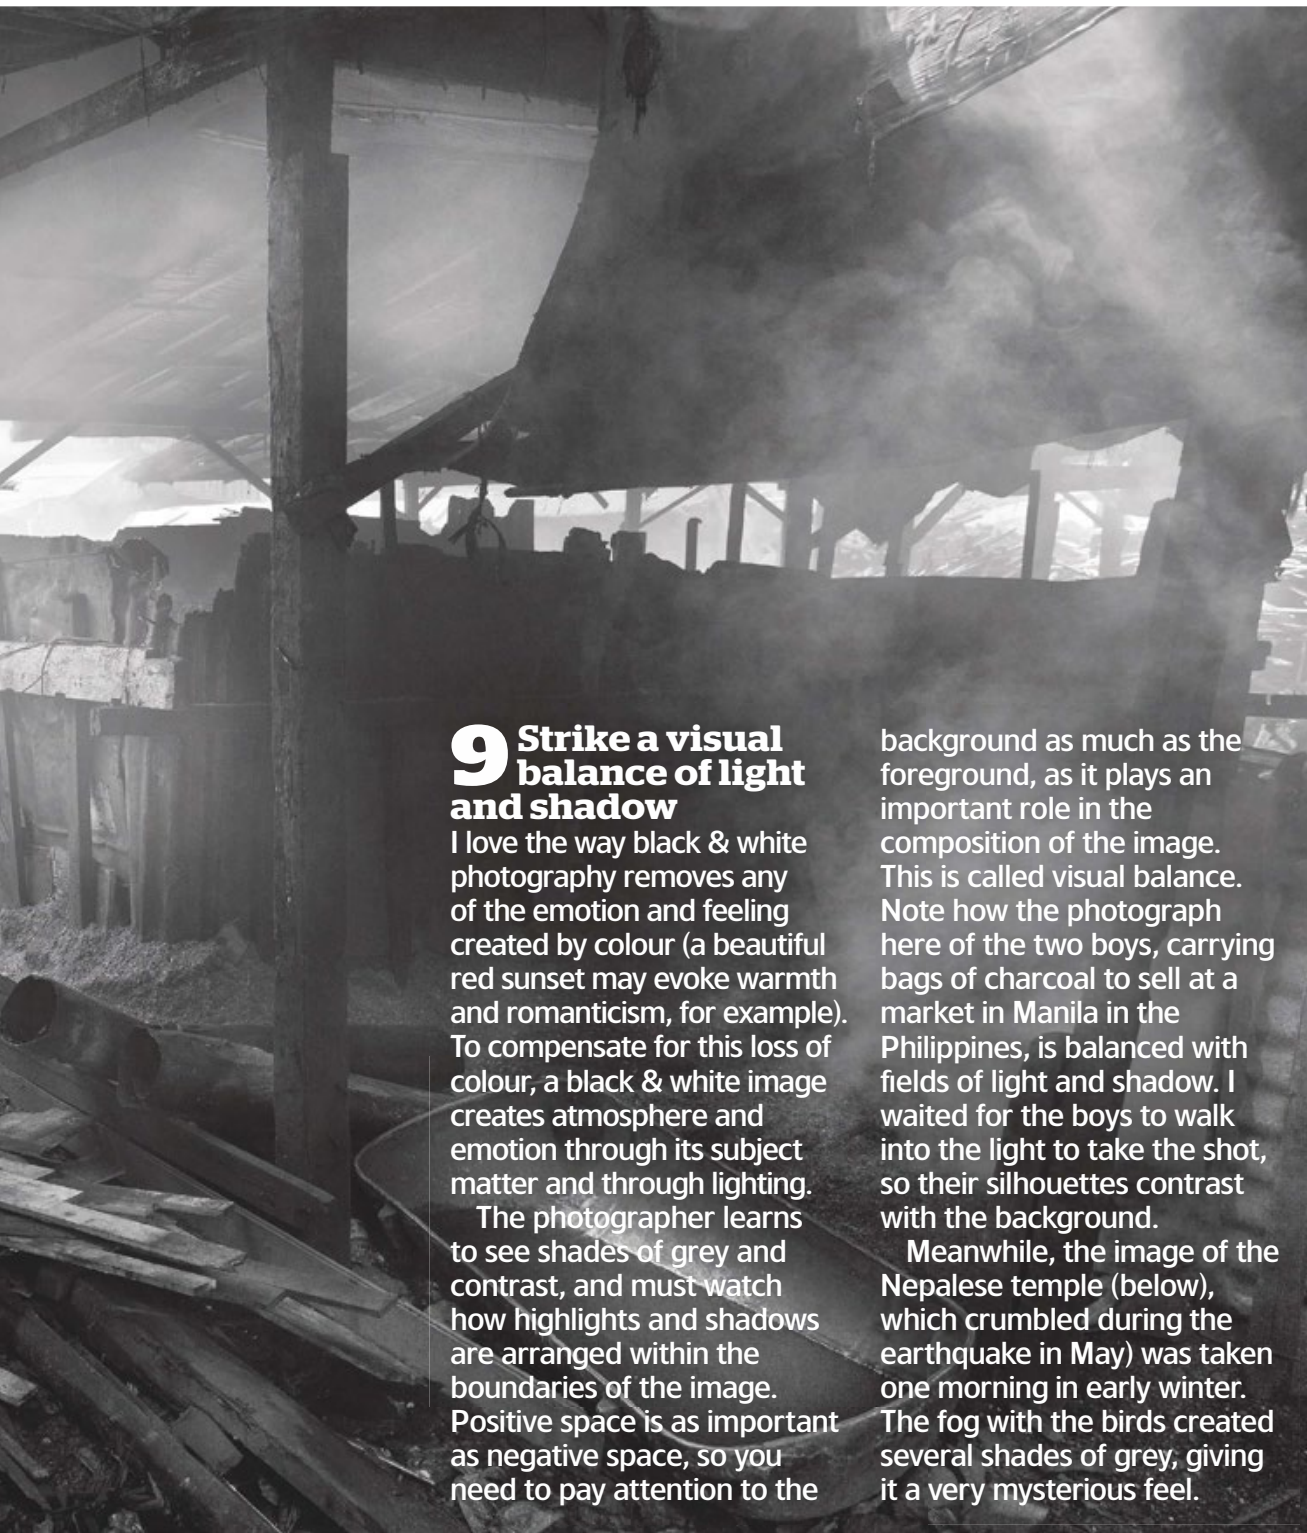 9 Strike a visual
balance of light
and shadow
I love the way black & white
photography removes any
of the emotion and feeling
created by colour (a beautiful
red sunset may evoke warmth
and romanticism, for example).
To compensate for this loss of
colour, a black & white image
creates atmosphere and
emotion through its subject
matter and through lighting.
The photographer learns
to see shades of grey and
contrast, and must watch
how highlights and shadows
are arranged within the
boundaries of the image.
Positive space is as important
as negative space, so you
need to pay attention to the
background as much as the
foreground, as it plays an
important role in the
composition of the image.
This is called visual balance.
Note how the photograph
here of the two boys, carrying
bags of charcoal to sell at a
market in Manila in the
Philippines, is balanced with
fields of light and shadow. I
waited for the boys to walk
into the light to take the shot,
so their silhouettes contrast
with the background.
Meanwhile, the image of the
Nepalese temple (below),
which crumbled during the
earthquake in May) was taken
one morning in early winter.
The fog with the birds created
several shades of grey, giving
it a very mysterious feel.